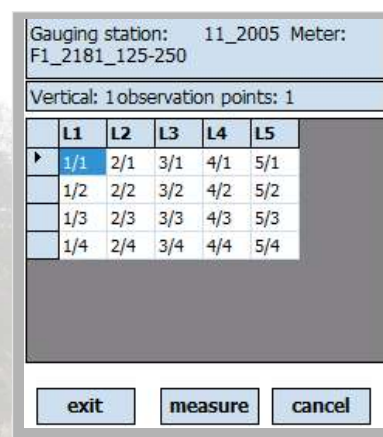 Gauging station: 11_2005 Meter:
F1_2181_125-250
Vertical: 1observation points: 1
L1 L2 L3 L4 L5
1/1 2/1 3/1 4/1 5/1
1/2 2/2 3/2 4/2 5/2
1/3 2/3 3/3 4/3 5/3
1/4 2/4 3/4 4/4 5/4
exit measure cancel